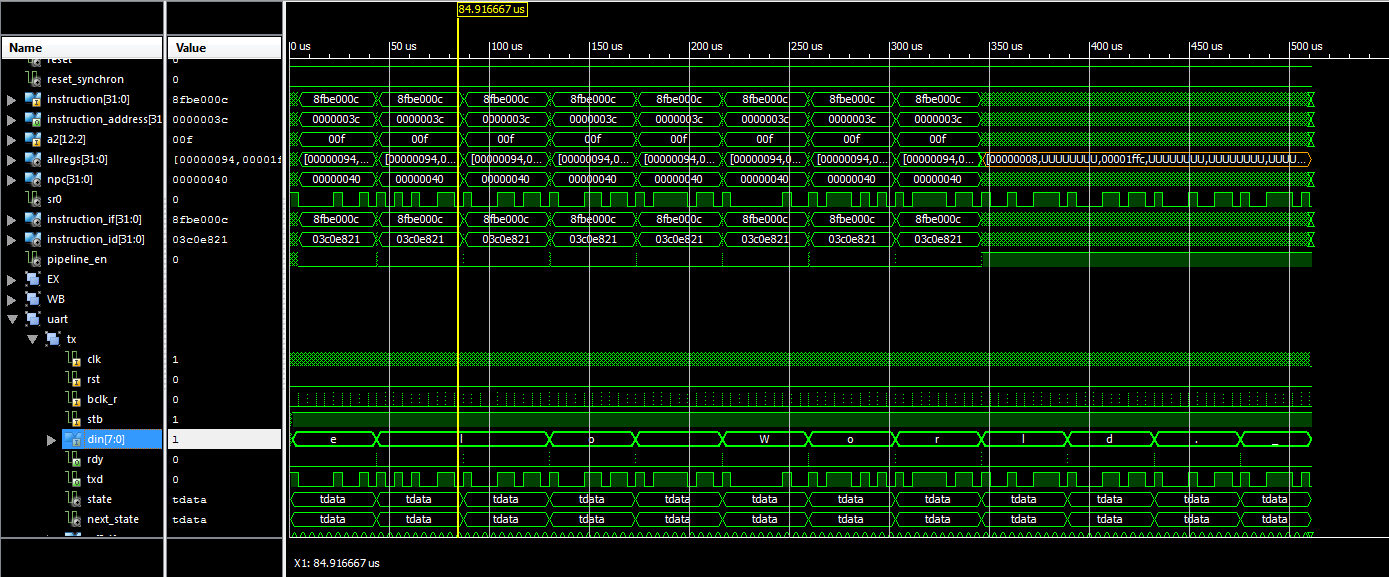 84.916667 us
Name Value 0 us 50 us 100 us 150 us 200 us 250 us 300 us 350 us 400 us 450 us 500 us
reset 0
reset_synchron 0
instruction[31:0] 8fbe000c 8fbe000c 8fbe000c 8fbe000c 8fbe000c 8fbe000c 8fbe000c 8fbe000c 8fbe000c
instruction_address[31 0000003c 0000003c 0000003c 0000003c 0000003c 0000003c 0000003c 0000003c 0000003c
a2[12:2] 00f 00f 00f 00f 00f 00f 00f 00f 00f
allregs[31:0] [00000094,00001f [00000094,... [00000094,0... [00000094,0... [00000094,0... [00000094,0... [00000094,0... [00000094,0... [00000094,0... [00000008,UUUUUUUU,00001ffc,UUUUUUUU,UUUUUUUU,UUUU...
npc[31:0] 00000040 00000040 00000040 00000040 00000040 00000040 00000040 00000040 00000040
sr0 0
instruction_if[31:0] 8fbe000c 8fbe000c 8fbe000c 8fbe000c 8fbe000c 8fbe000c 8fbe000c 8fbe000c 8fbe000c
instruction_id[31:0] 03c0e821 03c0e821 03c0e821 03c0e821 03c0e821 03c0e821 03c0e821 03c0e821 03c0e821
pipeline_en 0
EX
WB
uart
tx
clk 1
rst 0
bclk_r 0
stb 1
din[7:0] 1 e l o W o r l d . _
rdy 0
txd 0
state tdata tdata tdata tdata tdata tdata tdata tdata tdata tdata tdata tdata tdata
next_state tdata tdata tdata tdata tdata tdata tdata tdata tdata tdata tdata tdata tdata
X1: 84.916667 us